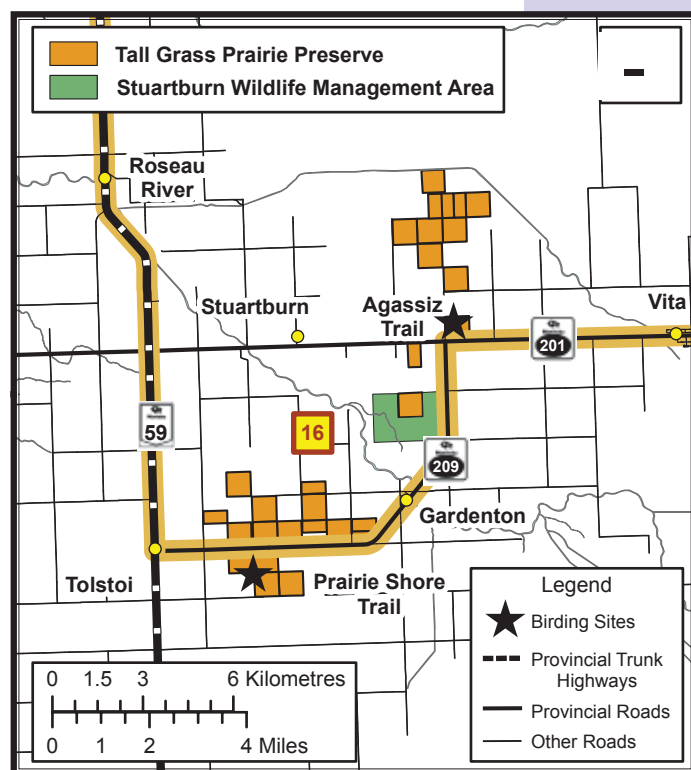 Tall Grass Prairie Preserve
Stuartburn Wildlife Management Area
Roseau
River
Stuartburn
Agassiz
Trail
Vita
201
59
16
209
Gardenton
Tolstoi
Prairie Shore
Trail
Legend
Birding Sites
Provincial Trunk
Highways
Provincial Roads
Other Roads
0 1.5 3 6 Kilometres
0 1 2 4 Miles